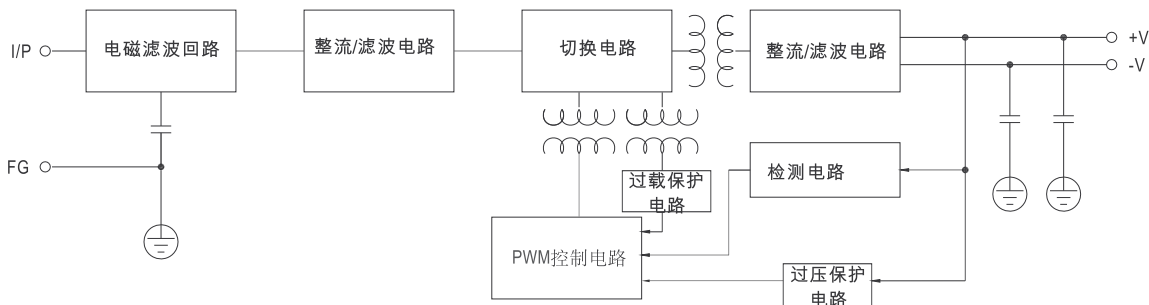 I/P
电磁滤波回路
整流/滤波电路
切换电路
整流/滤波电路
+V
-V
FG
过载保护
电路
检测电路
PWM控制电路
过压保护
电路